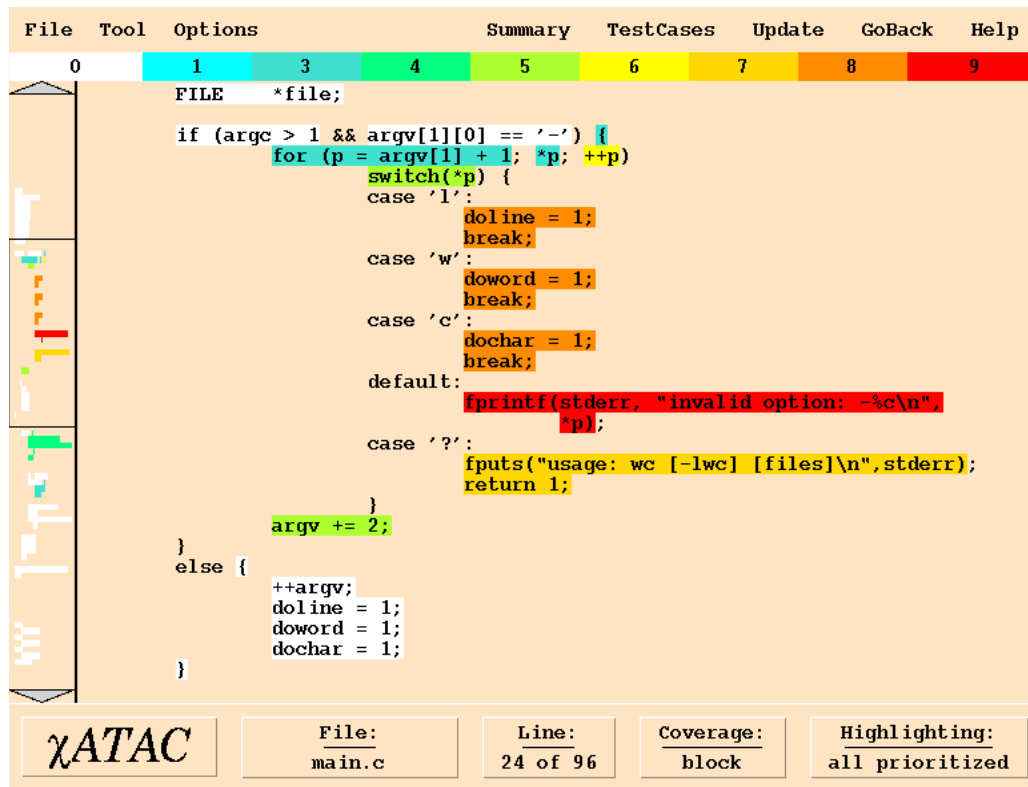 File Tool Options Summary TestCases Update GoBack Help
0 1 3 4 5 6 7 8 9
FILE *file;
if (argc > 1 && argv[1][0] == '-') {
for (p = argv[1] + 1; *p; ++p)
switch(*p) {
case 'l':
doline = 1;
break;
case 'w':
doword = 1;
break;
case 'c':
dochar = 1;
break;
default:
fprintf(stderr, "invalid option: -%c\n",
*p);
case '?':
fputs("usage: wc [-lwc] [files]\n",stderr);
return 1;
}
argv += 2;
}
else {
++argv;
doline = 1;
doword = 1;
dochar = 1;
}
χATAC File: Line: Coverage: Highlighting:
main.c 24 of 96 block all prioritized